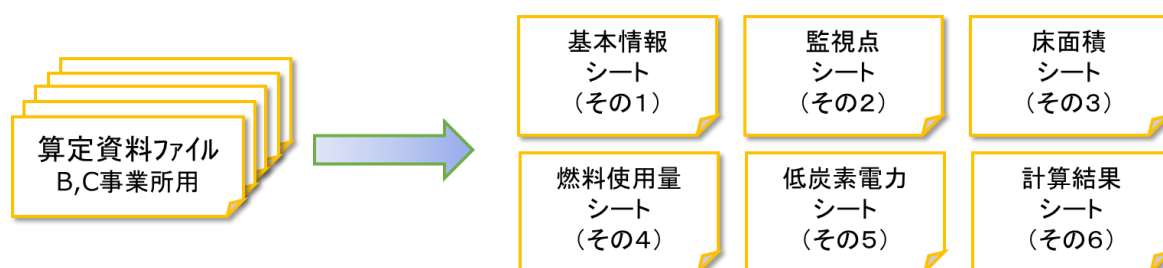 算定資料ファイル
B,C事業所用
基本情報
シート
（その１）
監視点
シート
（その２）
床面積
シート
（その３）
燃料使用量
シート
（その４）
低炭素電力
シート
（その５）
計算結果
シート
（その６）